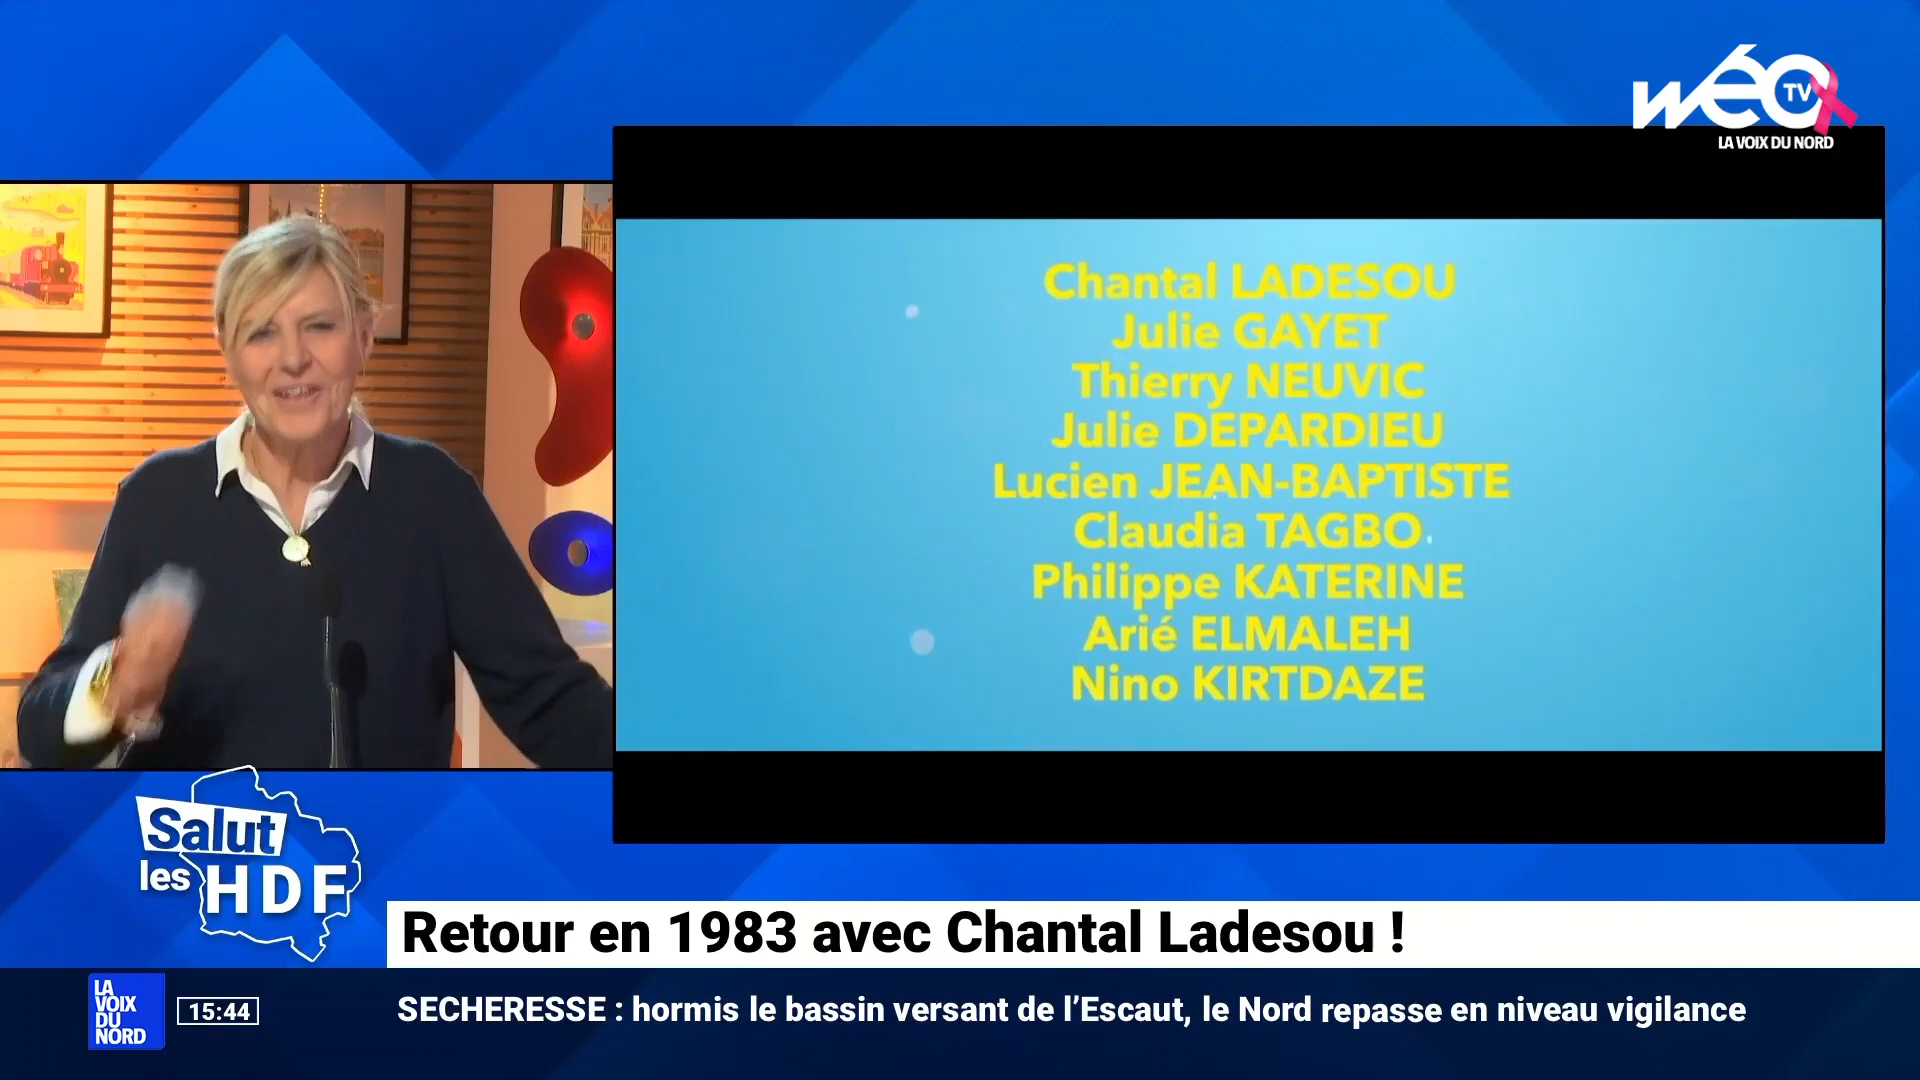 wéo TV
LA VOIX DU NORD
Chantal LADESOU
Julie GAYET
Thierry NEUVIC
Julie DEPARDIEU
Lucien JEAN-BAPTISTE
Claudia TAGBO
Philippe KATERINE
Arié ELMALEH
Nino KIRTDAZE
Salut
les HDF
Retour en 1983 avec Chantal Ladesou !
LA
VOIX
DU
NORD
15:44
SECHERESSE : hormis le bassin versant de l’Escaut, le Nord repasse en niveau vigilance